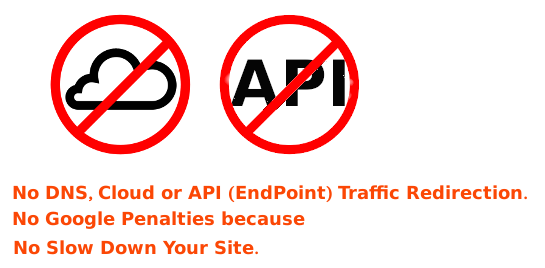 API
No DNS, Cloud or API (EndPoint) Traffic Redirection.
No Google Penalties because
No Slow Down Your Site.